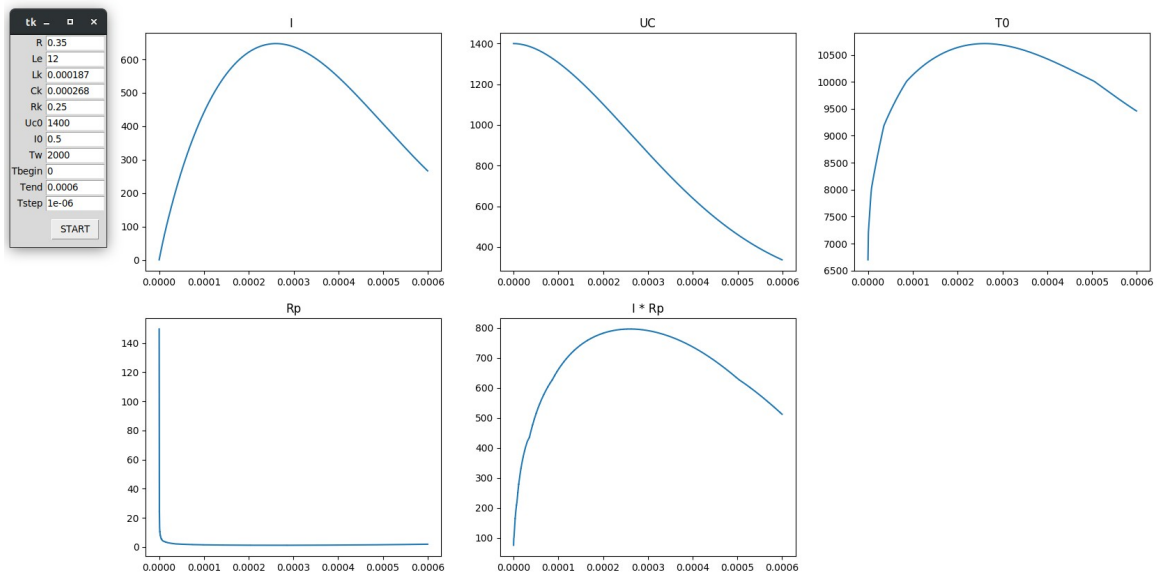 tk
R 0.35
Le 12
Lk 0.000187
Ck 0.000268
Rk 0.25
Uc0 1400
I0 0.5
Tw 2000
Tbegin 0
Tend 0.0006
Tstep 1e-06
START
I
600
500
400
300
200
100
0
0.0000 0.0001 0.0002 0.0003 0.0004 0.0005 0.0006
UC
1400
1200
1000
800
600
400
0.0000 0.0001 0.0002 0.0003 0.0004 0.0005 0.0006
T0
10500
10000
9500
9000
8500
8000
7500
7000
6500
0.0000 0.0001 0.0002 0.0003 0.0004 0.0005 0.0006
Rp
140
120
100
80
60
40
20
0
0.0000 0.0001 0.0002 0.0003 0.0004 0.0005 0.0006
I * Rp
800
700
600
500
400
300
200
100
0.0000 0.0001 0.0002 0.0003 0.0004 0.0005 0.0006